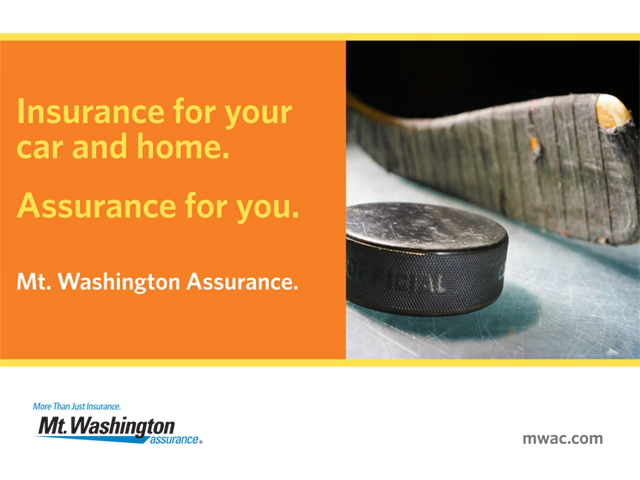 Insurance for your
car and home.
Assurance for you.
Mt. Washington Assurance.
OFFICIAL
More Than Just Insurance.
Mt. Washington
assurance®
mwac.com